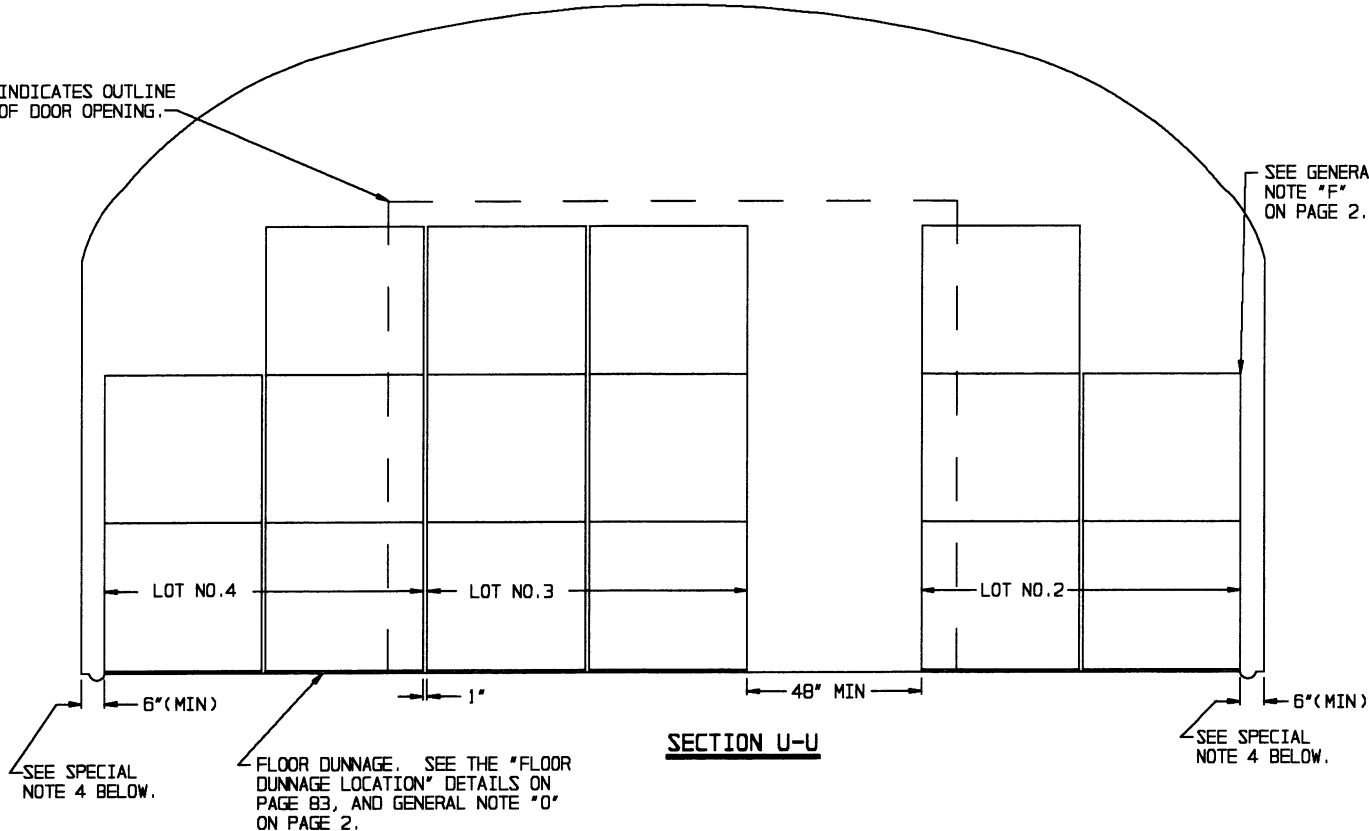 INDICATES OUTLINE
OF DOOR OPENING.
SEE GENERA
NOTE "F"
ON PAGE 2.
LOT NO.4
LOT NO.3
LOT NO.2
6"(MIN)
1"
48" MIN
6"(MIN)
SECTION U-U
SEE SPECIAL
NOTE 4 BELOW.
FLOOR DUNNAGE. SEE THE "FLOOR
DUNNAGE LOCATION" DETAILS ON
PAGE 83, AND GENERAL NOTE "O"
ON PAGE 2.
SEE SPECIAL
NOTE 4 BELOW.